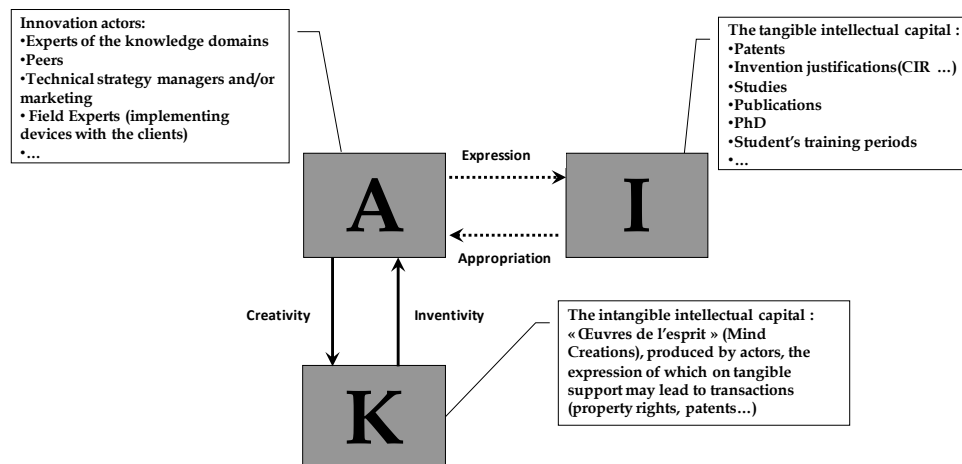 Innovation actors:
•Experts of the knowledge domains
•Peers
•Technical strategy managers and/or
marketing
• Field Experts (implementing
devices with the clients)
•…
The tangible intellectual capital :
•Patents
•Invention justifications(CIR …)
•Studies
•Publications
•PhD
•Student’s training periods
•…
A
Expression
I
Appropriation
Creativity
Inventivity
The intangible intellectual capital :
« Œuvres de l’esprit » (Mind
Creations), produced by actors, the
expression of which on tangible
support may lead to transactions
(property rights, patents…)
K